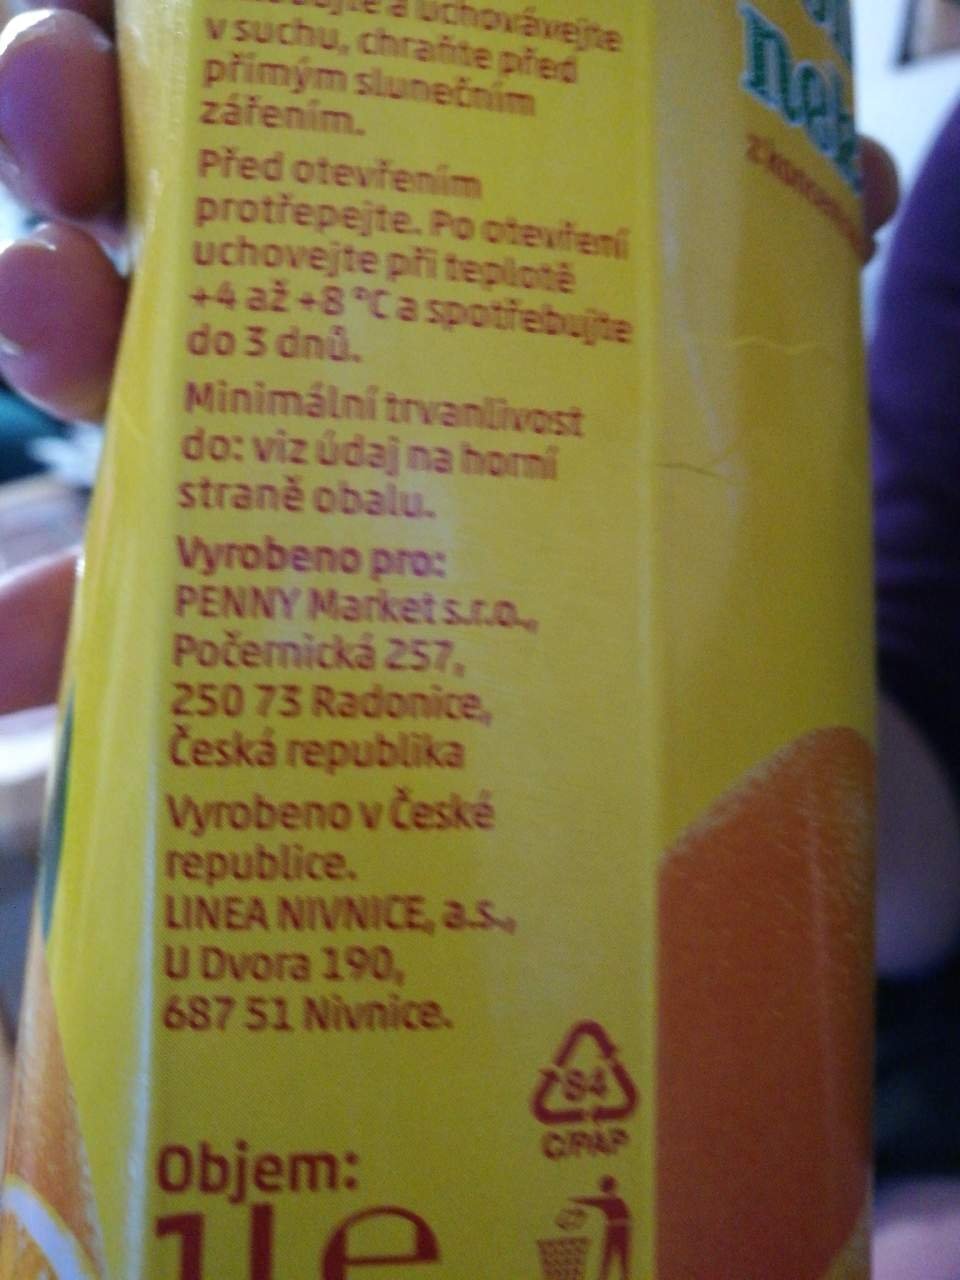 a uchovávejte
v suchu, chraňte před
přímým slunečním
zářením.
Před otevřením
protřepejte. Po otevření
uchovejte při teplotě
+4 až +8 °C a spotřebujte
do 3 dnů.
Minimální trvanlivost
do: viz údaj na horní
straně obalu.
Vyrobeno pro:
PENNY Market s.r.o.,
Počernická 257,
250 73 Radonice,
Česká republika
Vyrobeno v České
republice.
LINEA NIVNICE, a.s.,
U Dvora 190,
687 51 Nivnice.
84
C/PAP
Objem:
1l e